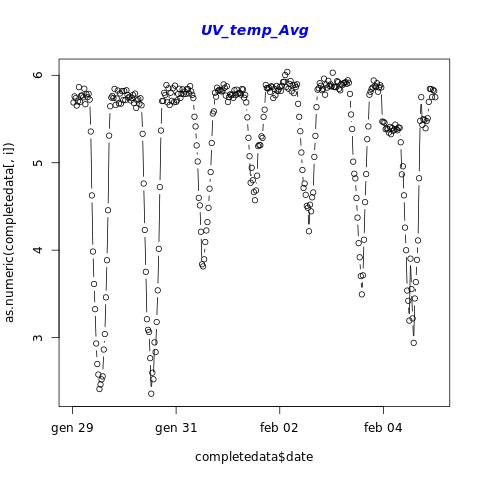 UV_temp_Avg
6
5
4
3
as.numeric(completedata[, i])
gen 29
gen 31
feb 02
feb 04
completedata$date